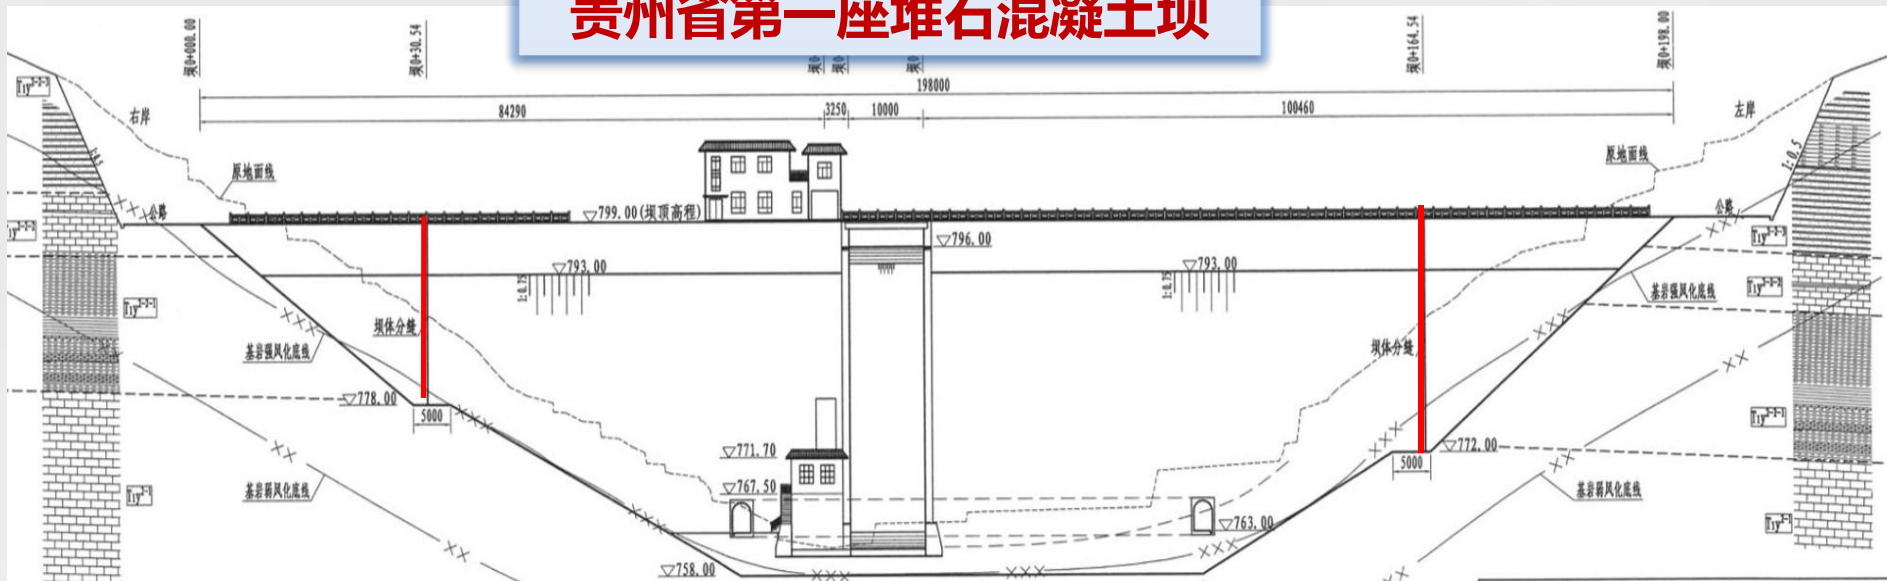 贵州省第一座堆石混凝土坝
坝0+000.00
坝0+30.54
坝0+164.54
坝0+198.00
198000
84290
3250
10000
100460
右岸
左岸
原地面线
原地面线
公路
公路
1:0.5
799.00(坝顶高程)
796.00
793.00
793.00
1:0.75
1:0.75
坝体分缝
坝体分缝
基岩强风化底线
基岩强风化底线
778.00
5000
771.70
772.00
5000
767.50
763.00
基岩弱风化底线
基岩弱风化底线
758.00